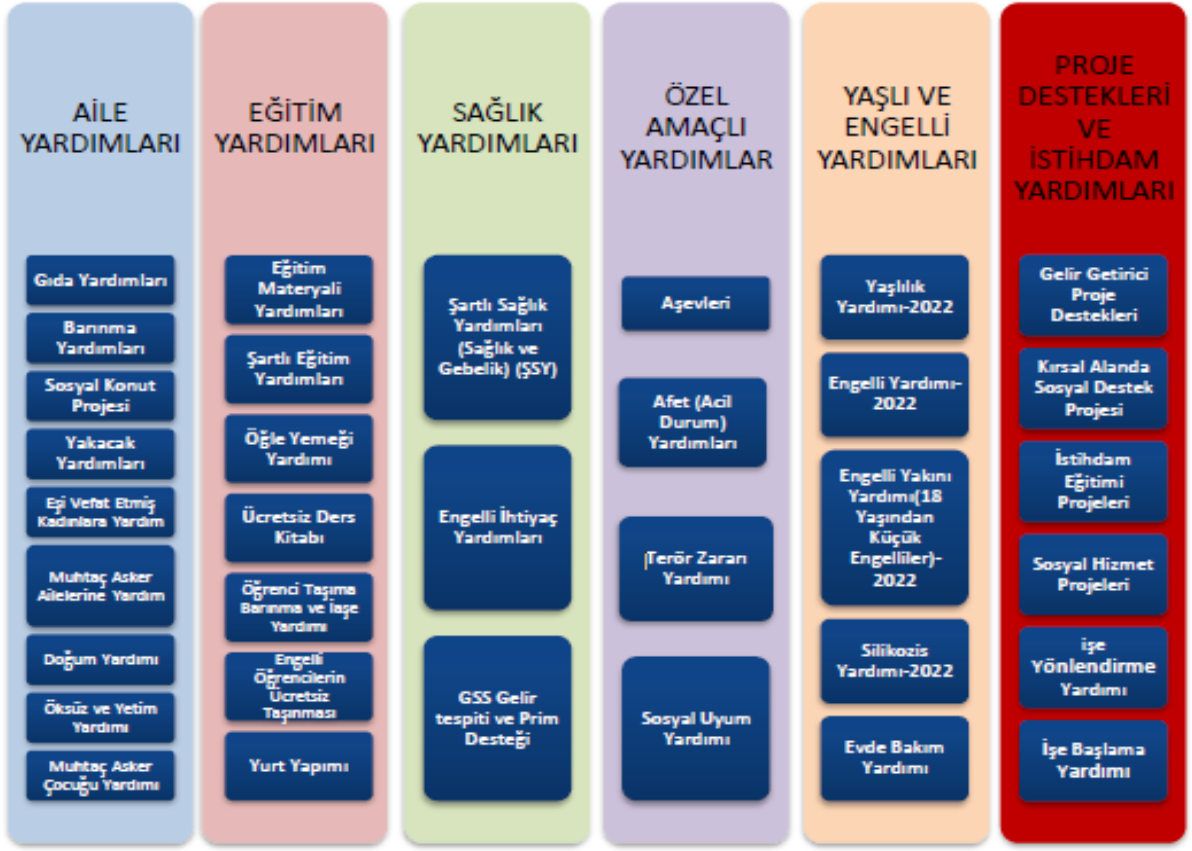 AİLE
YARDIMLARI
Gıda Yardımları
Barınma
Yardımları
Sosyal Konut
Projesi
Yakacak
Yardımları
Eşi Vefat Etmiş
Kadınlara Yardım
Muhtaç Asker
Ailelerine Yardım
Doğum Yardımı
Öksüz ve Yetim
Yardımı
Muhtaç Asker
Çocuğu Yardımı
EĞİTİM
YARDIMLARI
Eğitim
Materyali
Yardımları
Şartlı Eğitim
Yardımları
Öğle Yemeği
Yardımı
Ücretsiz Ders
Kitabı
Öğrenci Taşıma
Barınma ve İaşe
Yardımı
Engelli
Öğrencilerin
Ücretsiz
Taşınması
Yurt Yapımı
SAĞLIK
YARDIMLARI
Şartlı Sağlık
Yardımları
(Sağlık ve
Gebelik) (ŞSY)
Engelli İhtiyaç
Yardımları
GSS Gelir
tespiti ve Prim
Desteği
ÖZEL
AMAÇLI
YARDIMLAR
Aşevleri
Afet (Acil
Durum)
Yardımları
Terör Zararı
Yardımı
Sosyal Uyum
Yardımı
YAŞLI VE
ENGELLİ
YARDIMLARI
Yaşlılık
Yardımı-2022
Engelli Yardımı-
2022
Engelli Yakını
Yardımı(18
Yaşından
Küçük
Engelliler)-
2022
Silikozis
Yardımı-2022
Evde Bakım
Yardımı
PROJE
DESTEKLERİ
VE
İSTİHDAM
YARDIMLARI
Gelir Getirici
Proje
Destekleri
Kırsal Alanda
Sosyal Destek
Projesi
İstihdam
Eğitimi
Projeleri
Sosyal Hizmet
Projeleri
işe
Yönlendirme
Yardımı
İşe Başlama
Yardımı